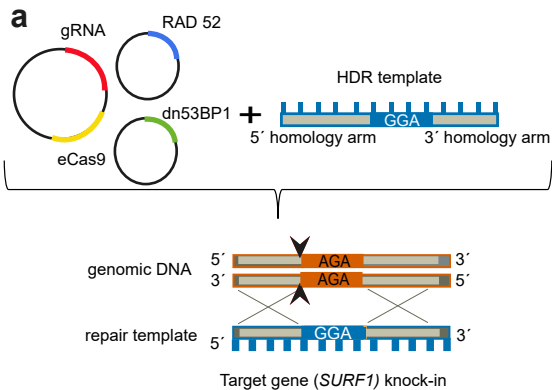 a
gRNA
RAD 52
eCas9
dn53BP1
+
HDR template
GGA
5´ homology arm
3´ homology arm
genomic DNA
5´
AGA
3´
3´
AGA
5´
repair template
5´
GGA
3´
Target gene (SURF1) knock-in